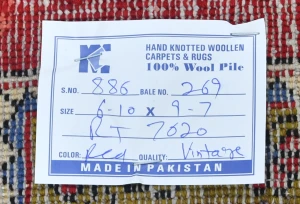 KC
HAND KNOTTED WOOLLEN
CARPETS & RUGS
100% Wool Pile
S.NO. 886 BALE NO. 269
SIZE 6-10 X 9-7
RT 7020
COLOR: Red QUALITY: Vintage
MADE IN PAKISTAN